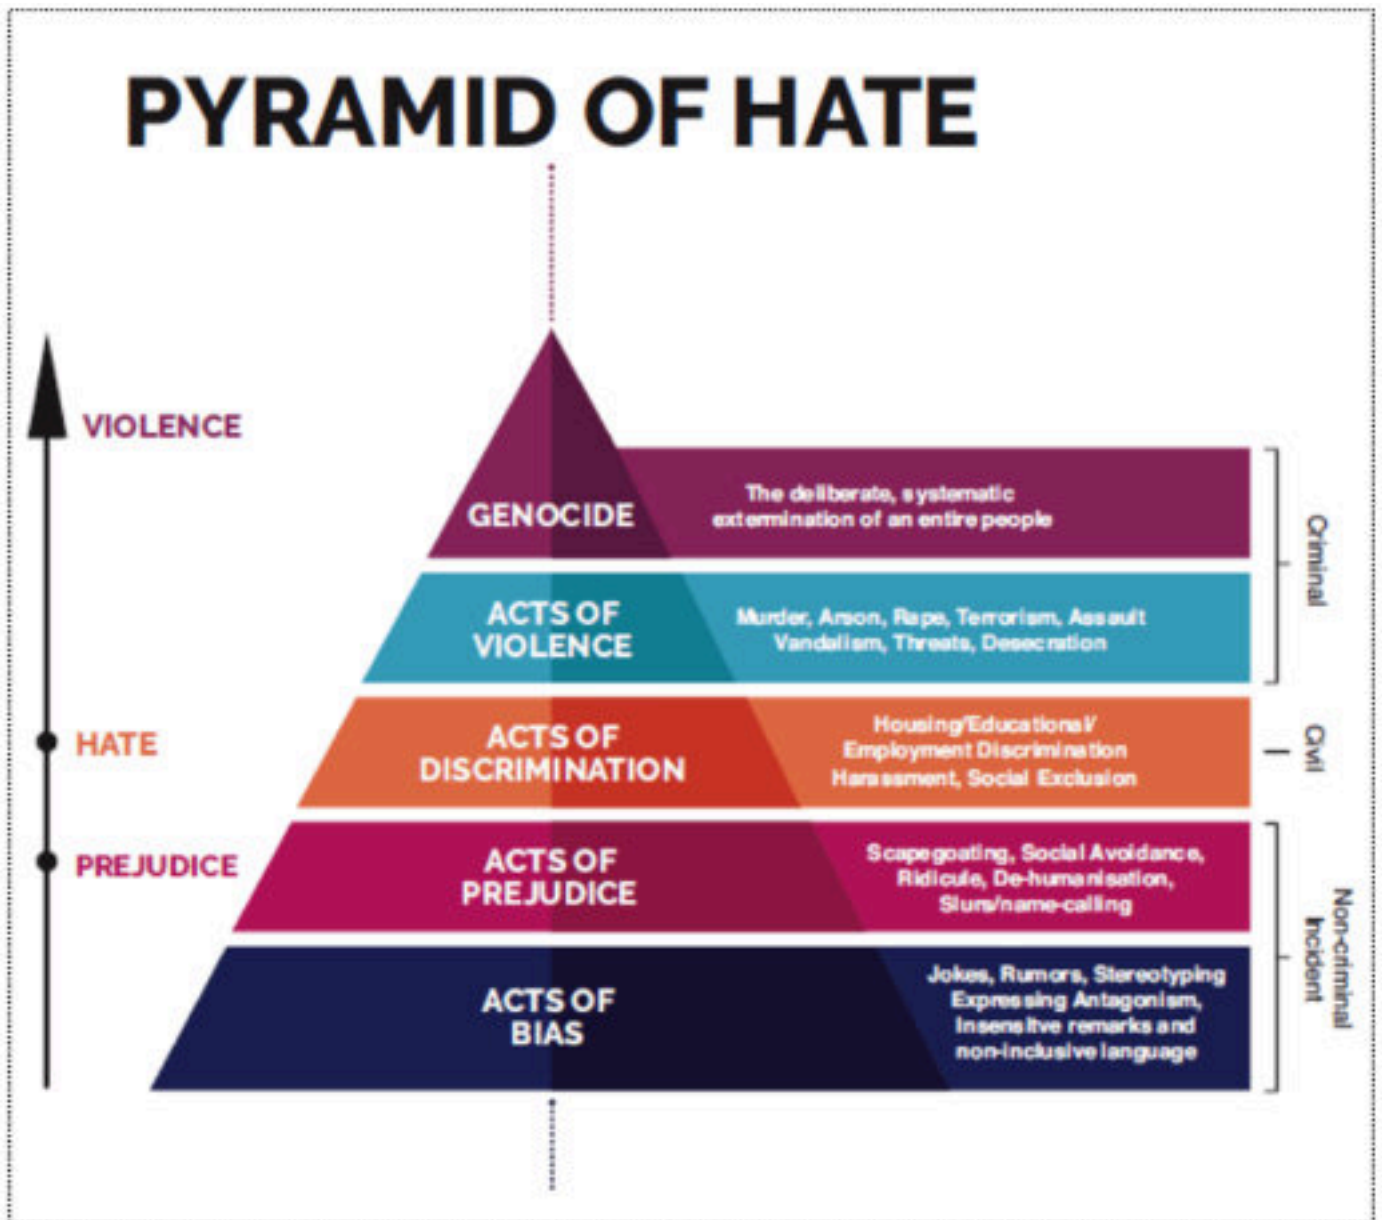 PYRAMID OF HATE
VIOLENCE
GENOCIDE
The deliberate, systematic
extermination of an entire people
ACTS OF
VIOLENCE
Murder, Arson, Rape, Terrorism, Assault
Vandalism, Threats, Desecration
Criminal
HATE
ACTS OF
DISCRIMINATION
Housing/Educational/
Employment Discrimination
Harassment, Social Exclusion
Civil
PREJUDICE
ACTS OF
PREJUDICE
Scapegoating, Social Avoidance,
Ridicule, De-humanisation,
Slurs/name-calling
ACTS OF
BIAS
Jokes, Rumors, Stereotyping
Expressing Antagonism,
Insensitve remarks and
non-inclusive language
Non-criminal
Incident